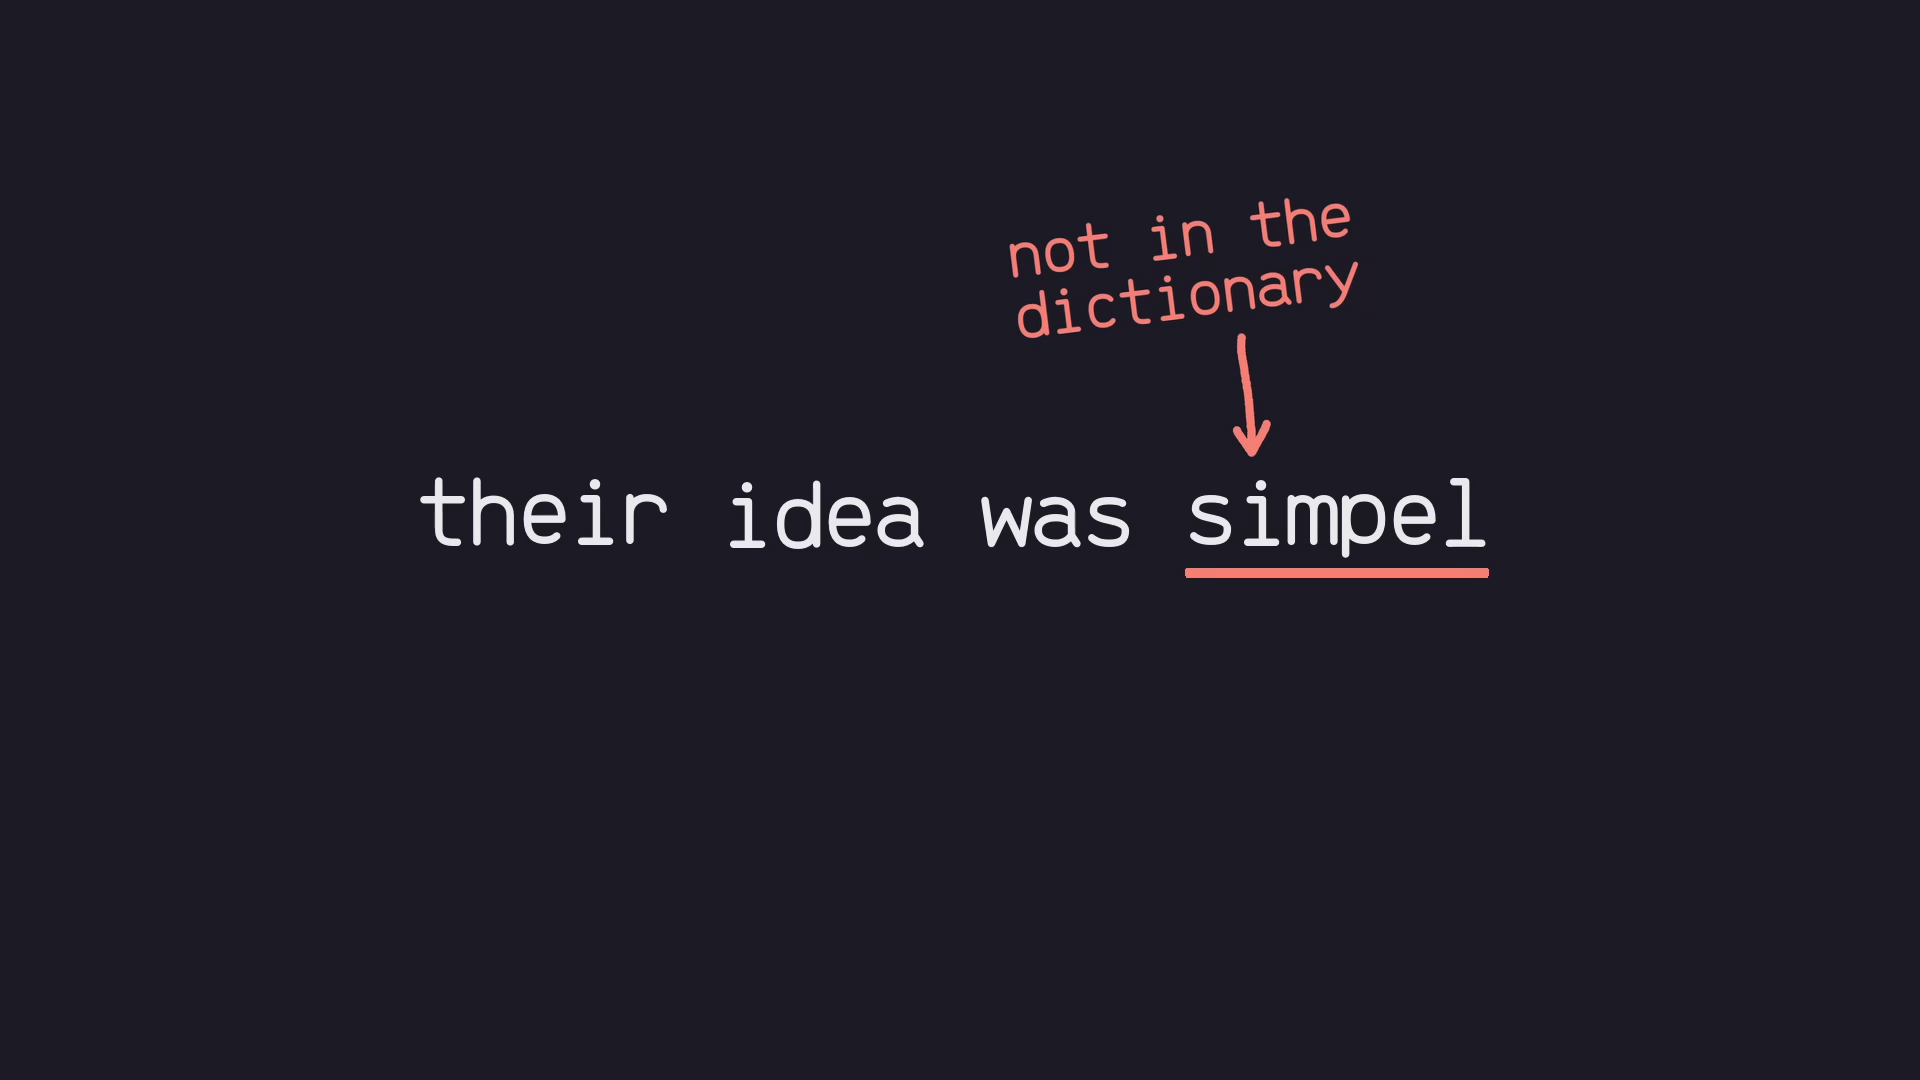 not in the
dictionary
their idea was simpel